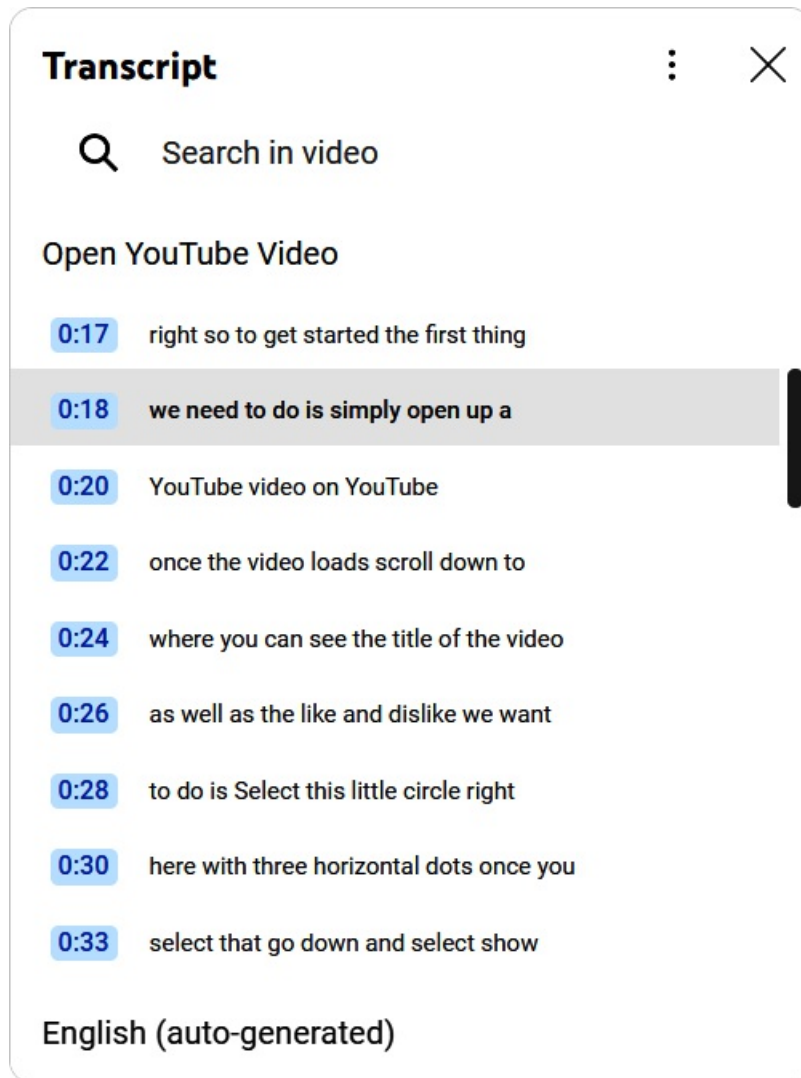 Transcript
Search in video
Open YouTube Video
0:17 right so to get started the first thing
0:18 we need to do is simply open up a
0:20 YouTube video on YouTube
0:22 once the video loads scroll down to
0:24 where you can see the title of the video
0:26 as well as the like and dislike we want
0:28 to do is Select this little circle right
0:30 here with three horizontal dots once you
0:33 select that go down and select show
English (auto-generated)